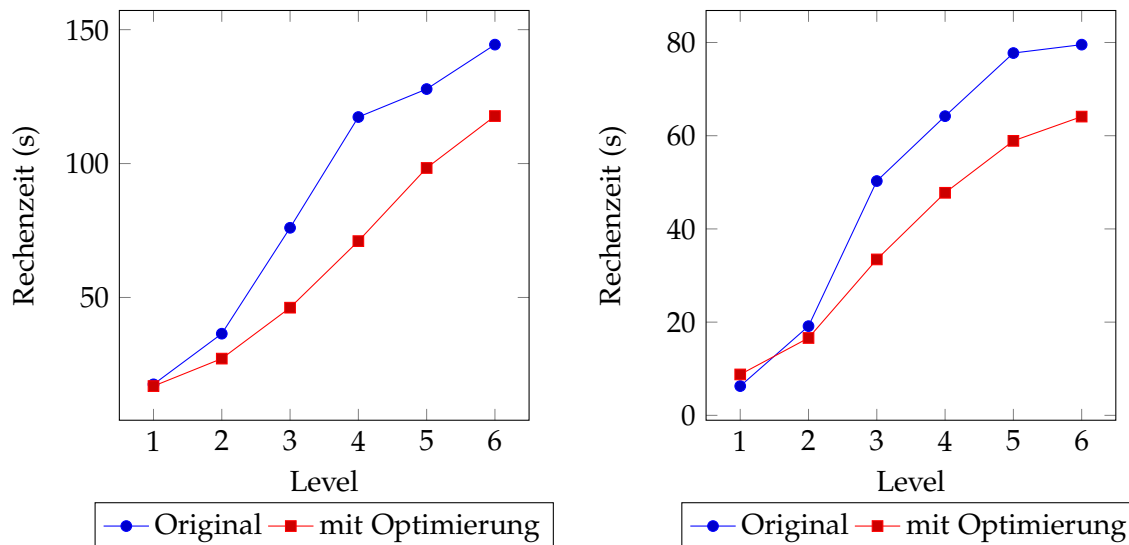 150
100
50
Rechenzeit (s)
1 2 3 4 5 6
Level
Original mit Optimierung
80
60
40
20
0
Rechenzeit (s)
1 2 3 4 5 6
Level
Original mit Optimierung